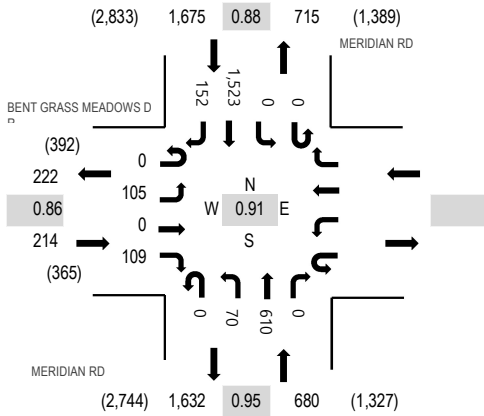 (2,833) 1,675 0.88 715 (1,389)
MERIDIAN RD
152 1,523 0 0
BENT GRASS MEADOWS D
(392)
0
222
105
N
0.86
W 0.91 E
0
214
S
109
(365)
0 70 610 0
MERIDIAN RD
(2,744) 1,632 0.95 680 (1,327)